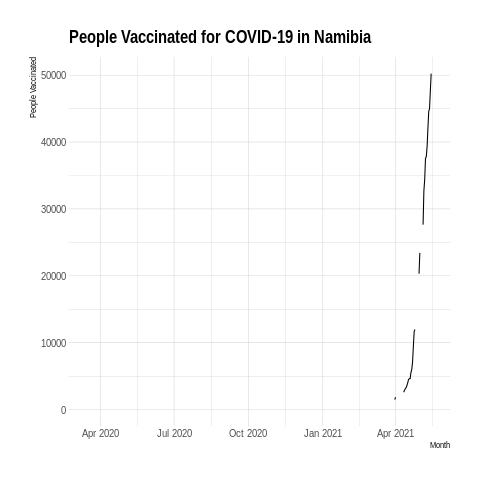 People Vaccinated for COVID-19 in Namibia
People Vaccinated
50000
40000
30000
20000
10000
0
Apr 2020 Jul 2020 Oct 2020 Jan 2021 Apr 2021
Month